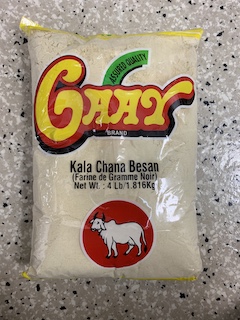 ASSURED QUALITY
GAAY
BRAND
Kala Chana Besan
(Farine de Gramme Noir)
Net Wt. : 4 Lb/1.816Kg